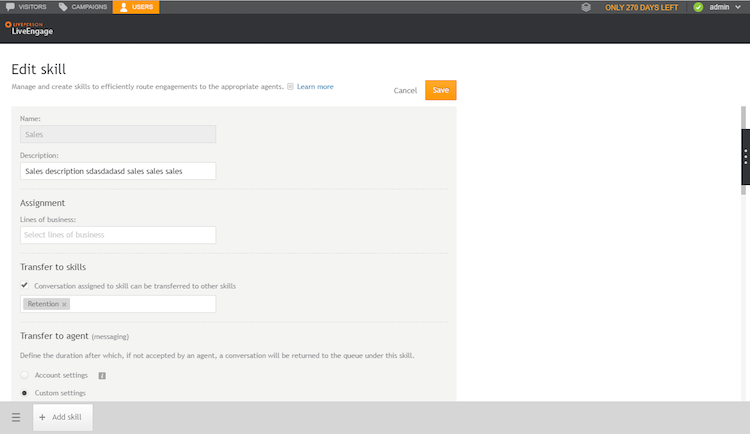 VISITORS CAMPAIGNS USERS ONLY 270 DAYS LEFT admin
LIVEPERSON
LiveEngage
Edit skill
Manage and create skills to efficiently route engagements to the appropriate agents. Learn more
Cancel Save
Name:
Sales
Description:
Sales description sdasdadasd sales sales sales
Assignment
Lines of business:
Select lines of business
Transfer to skills
Conversation assigned to skill can be transferred to other skills
Retention x
Transfer to agent (messaging)
Define the duration after which, if not accepted by an agent, a conversation will be returned to the queue under this skill.
Account settings i
Custom settings
+ Add skill